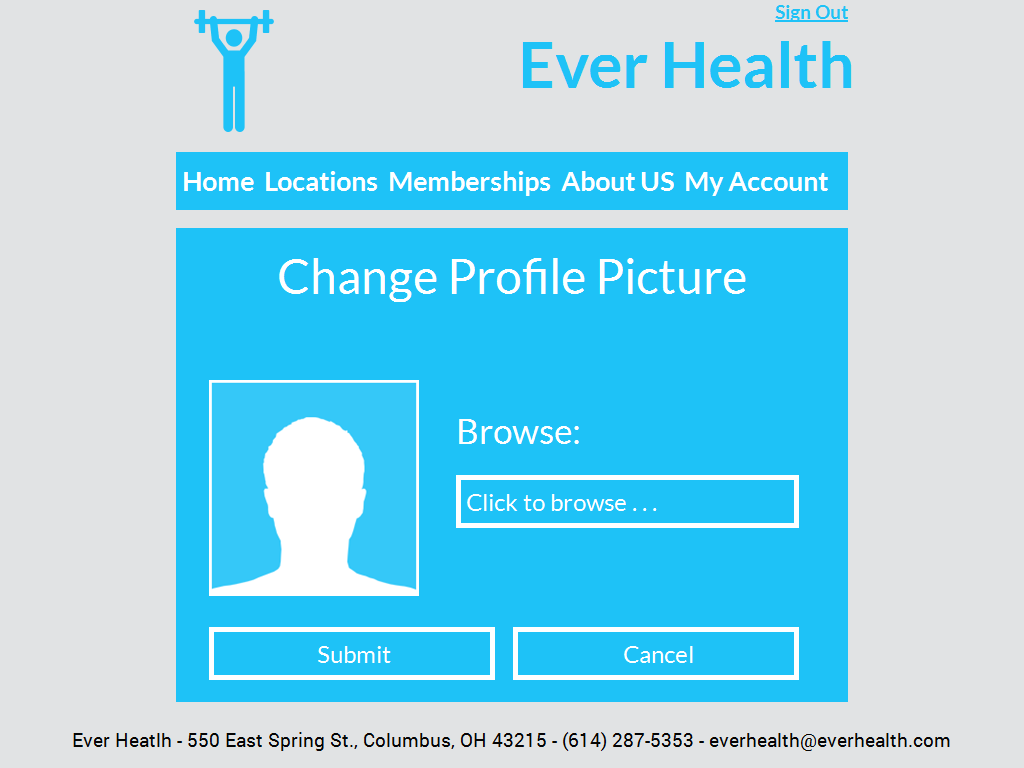 Sign Out
Ever Health
Home Locations Memberships About US My Account
Change Profile Picture
Browse:
Click to browse . . .
Submit Cancel
Ever Heatlh - 550 East Spring St., Columbus, OH 43215 - (614) 287-5353 - everhealth@everhealth.com